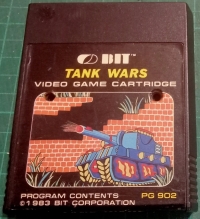 BIT
TANK WARS
VIDEO GAME CARTRIDGE
PROGRAM CONTENTS
©1983 BIT CORPORATION
PG 902